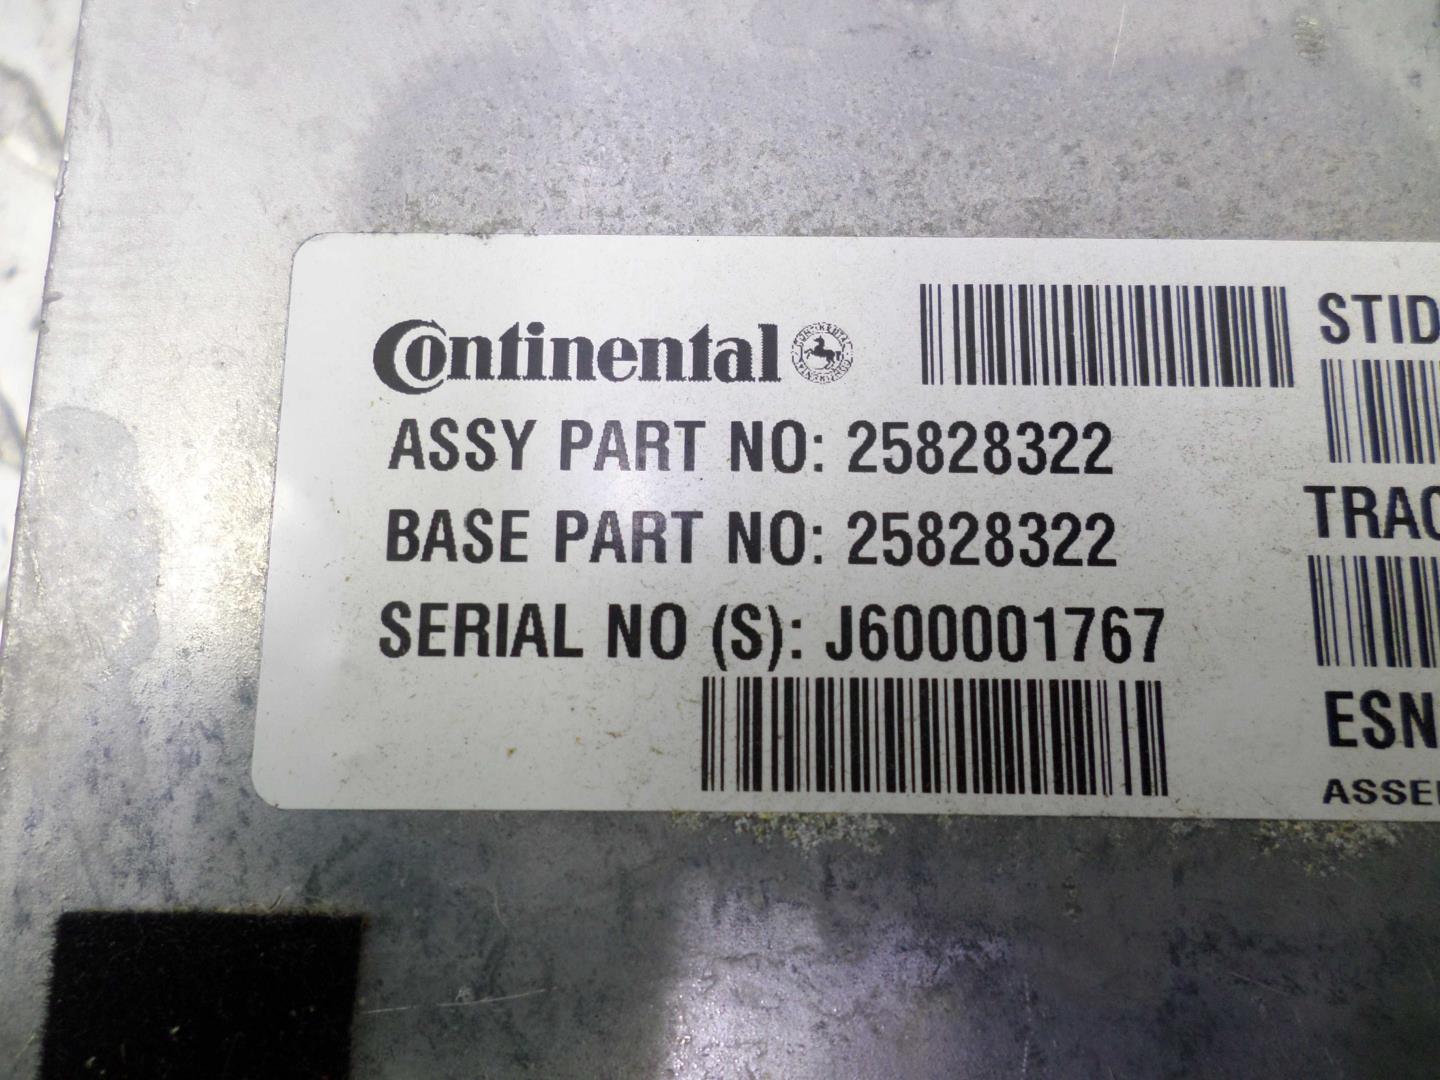 Continental
ASSY PART NO: 25828322
BASE PART NO: 25828322
SERIAL NO (S): J600001767
STID
TRAC
ESN